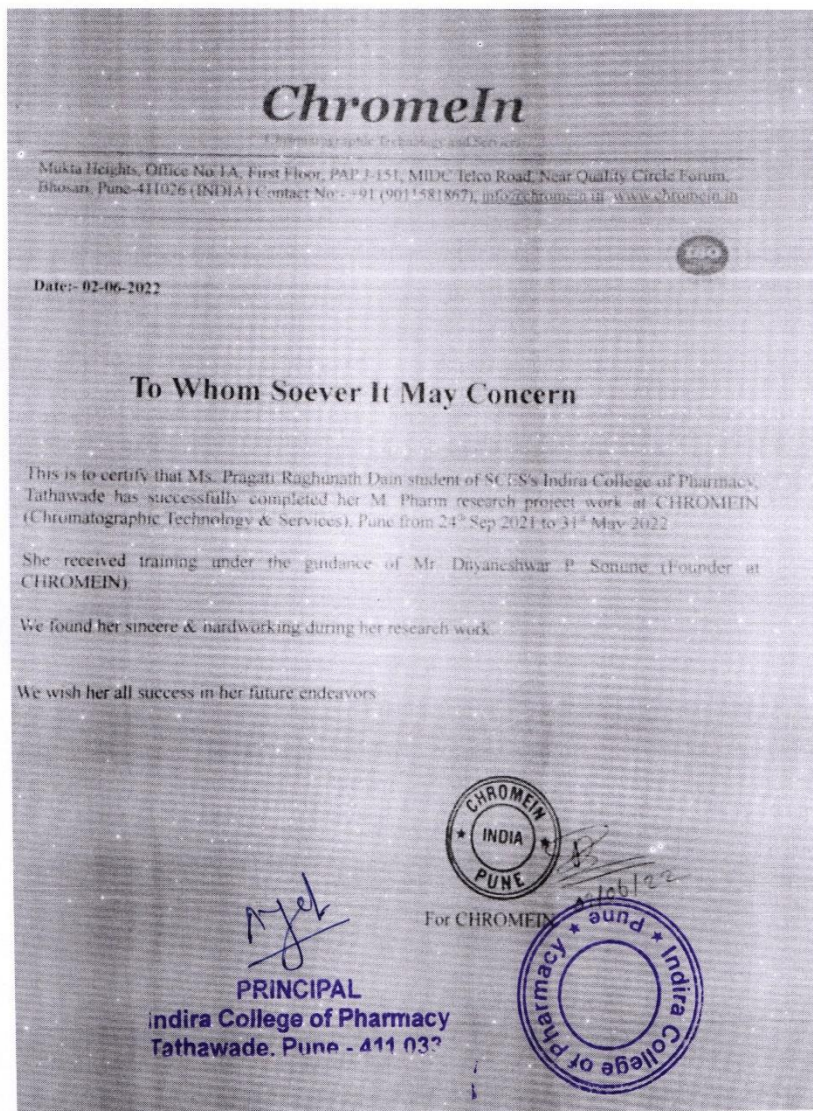 ChromeIn
Chromatographic Technology and Services
Mukta Heights, Office No 1A, First Floor, PAP J-151, MIDC Telco Road, Near Quality Circle Forum,
Bhosari, Pune-411026 (INDIA) Contact No:- +91 (9011581867), info@chromein.in www.chromein.in
ISO
Date:- 02-06-2022
To Whom Soever It May Concern
This is to certify that Ms. Pragati Raghunath Dain student of SCES's Indira College of Pharmacy,
Tathawade has successfully completed her M. Pharm research project work at CHROMEIN
(Chromatographic Technology & Services), Pune from 24th Sep 2021 to 31st May 2022
She received training under the guidance of Mr. Dnyaneshwar P. Sonune (Founder at
CHROMEIN).
We found her sincere & hardworking during her research work.
We wish her all success in her future endeavors
CHROMEIN
INDIA
PUNE
/06/22
For CHROMEIN
PRINCIPAL
Indira College of Pharmacy
Tathawade, Pune - 411 033
Indira College of Pharmacy * Pune *